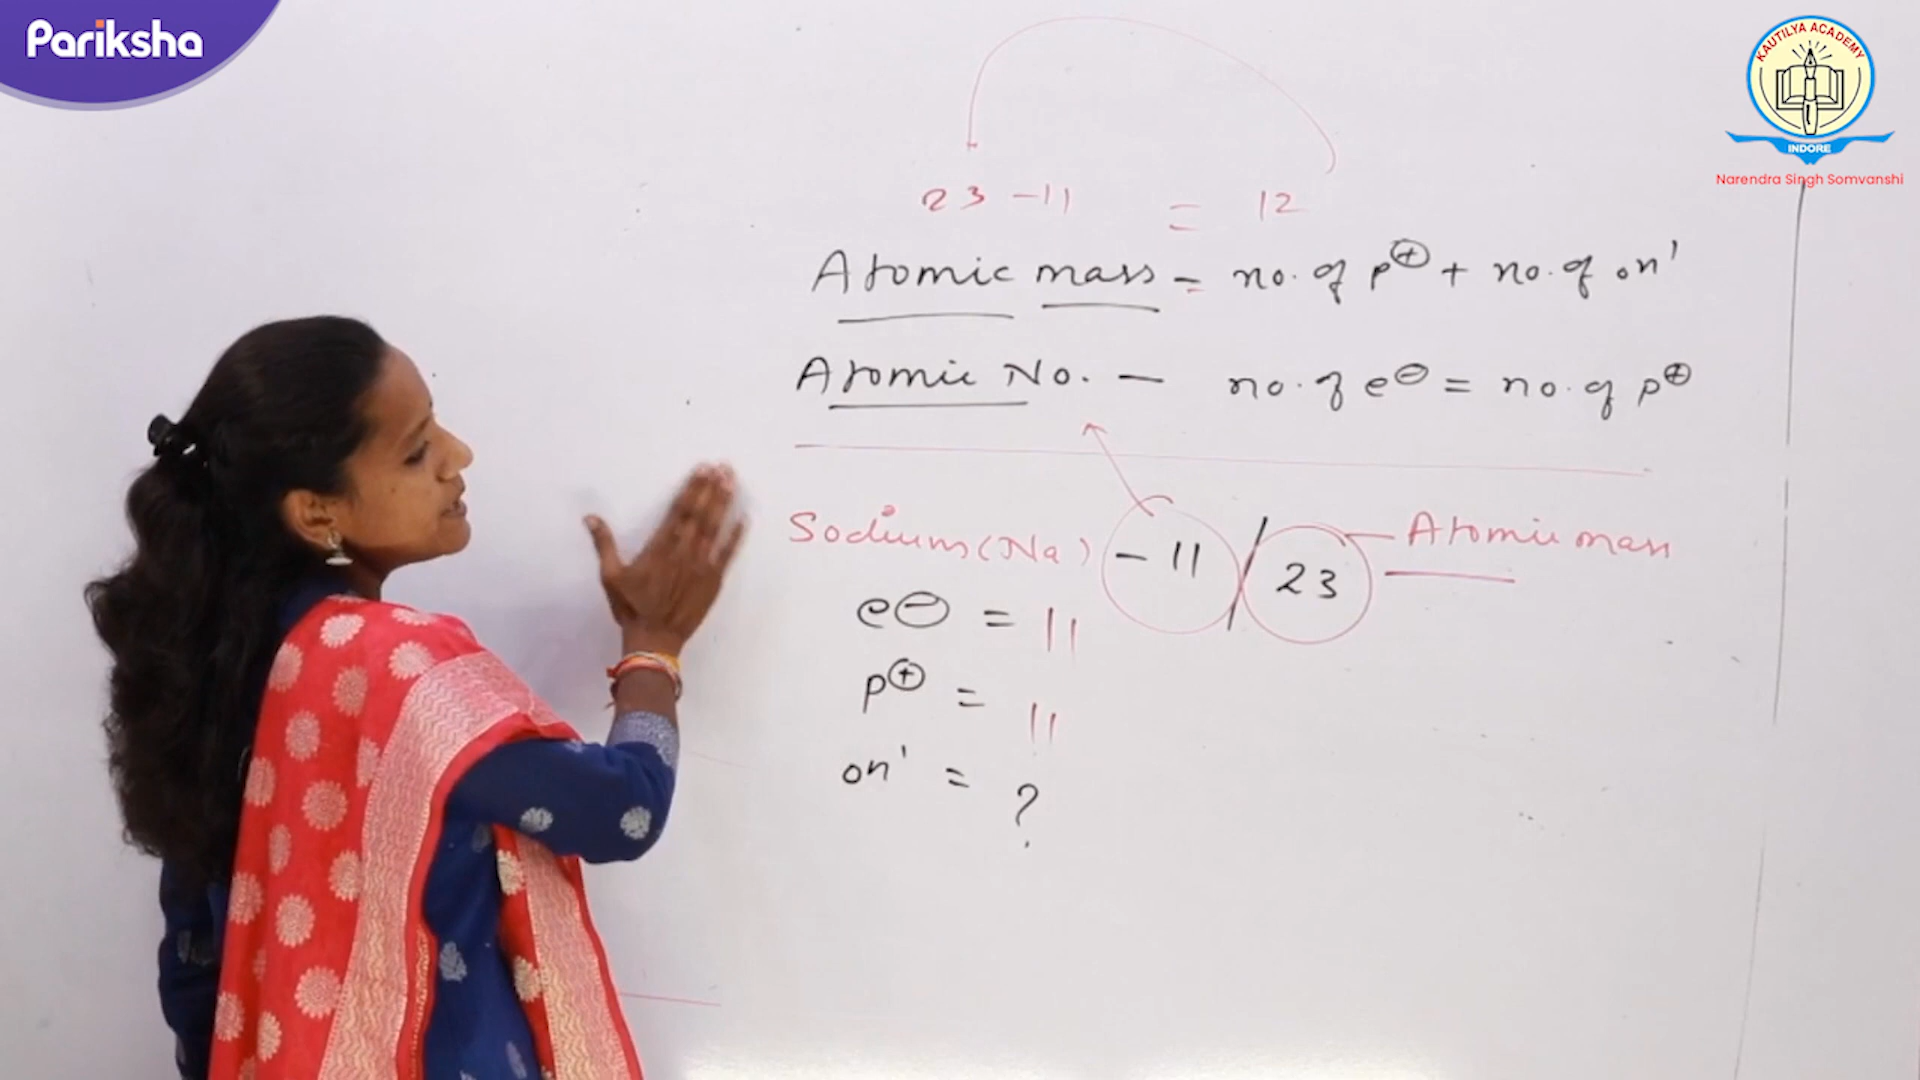 Pariksha
KAUTILYA ACADEMY
INDORE
Narendra Singh Somvanshi
23 - 11 = 12
Atomic mass = no. of p⊕ + no. of on'
Atomic No. — no. of e⊖ = no. of p⊕
Sodium (Na) - 11 / 23 Atomic mass
e⊖ = 11
p⊕ = 11
on' = ?